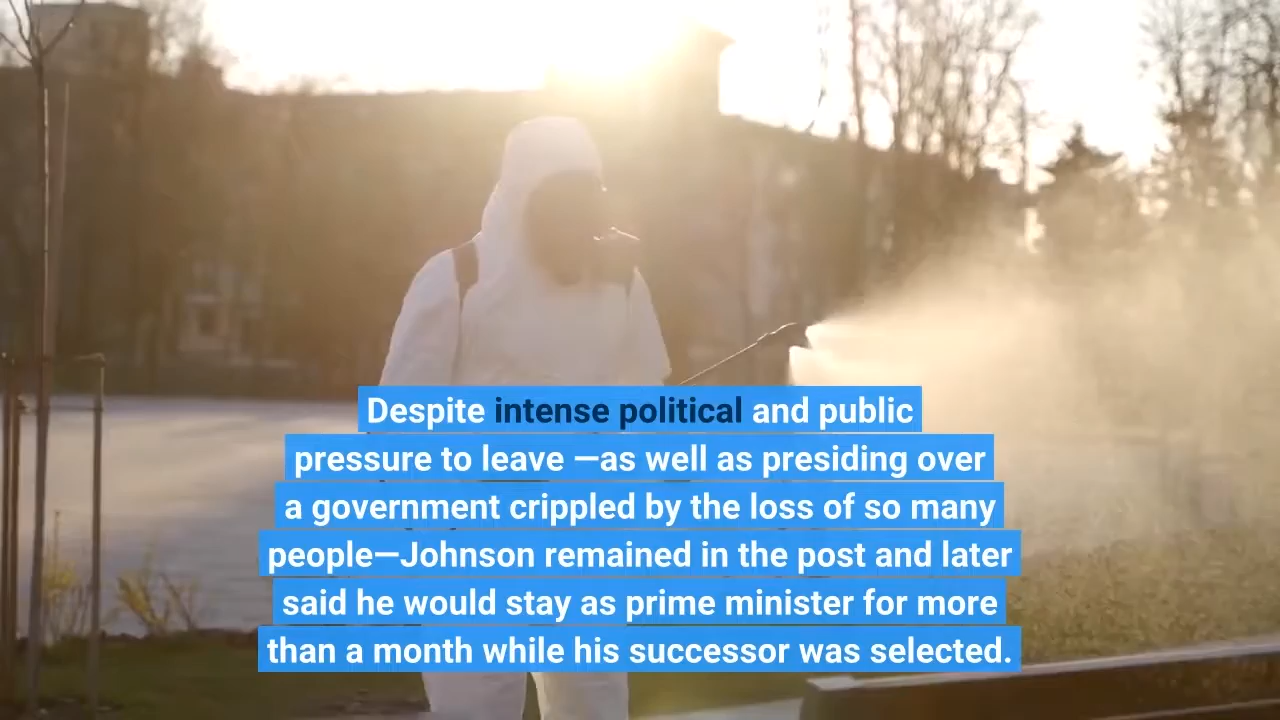 Despite intense political and public
pressure to leave —as well as presiding over
a government crippled by the loss of so many
people—Johnson remained in the post and later
said he would stay as prime minister for more
than a month while his successor was selected.